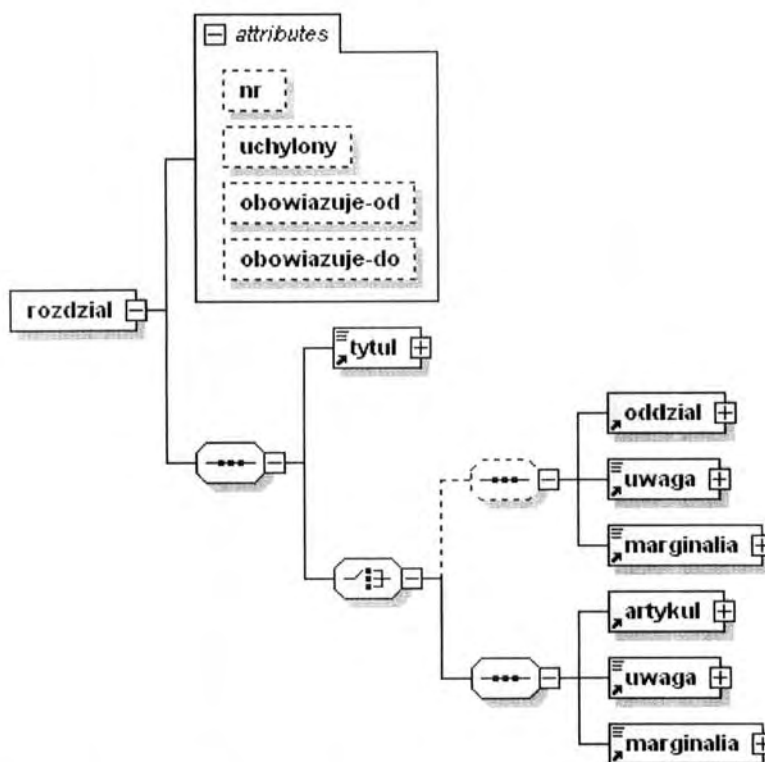 attributes
nr
uchylony
obowiazuje-od
obowiazuje-do
rozdzial
tytul
oddzial
uwaga
marginalia
artykul
uwaga
marginalia